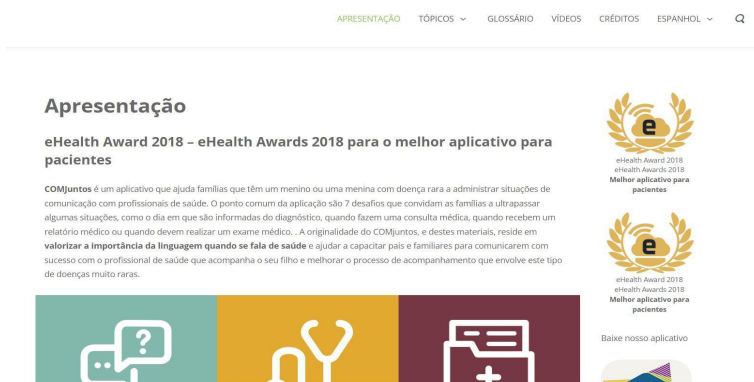 APRESENTAÇÃO TÓPICOS GLOSSÁRIO VÍDEOS CRÉDITOS ESPANHOL
Apresentação
eHealth Award 2018 – eHealth Awards 2018 para o melhor aplicativo para
pacientes
COMJuntos é um aplicativo que ajuda famílias que têm um menino ou uma menina com doença rara a administrar situações de
comunicação com profissionais de saúde. O ponto comum da aplicação são 7 desafios que convidam as famílias a ultrapassar
algumas situações, como o dia em que são informadas do diagnóstico, quando fazem uma consulta médica, quando recebem um
relatório médico ou quando devem realizar um exame médico. . A originalidade do COMjuntos, e destes materiais, reside em
valorizar a importância da linguagem quando se fala de saúde e ajudar a capacitar pais e familiares para comunicarem com
sucesso com o profissional de saúde que acompanha o seu filho e melhorar o processo de acompanhamento que envolve este tipo
de doenças muito raras.
e
eHealth Award 2018
eHealth Awards 2018
Melhor aplicativo para
pacientes
e
eHealth Award 2018
eHealth Awards 2018
Melhor aplicativo para
pacientes
Baixe nosso aplicativo